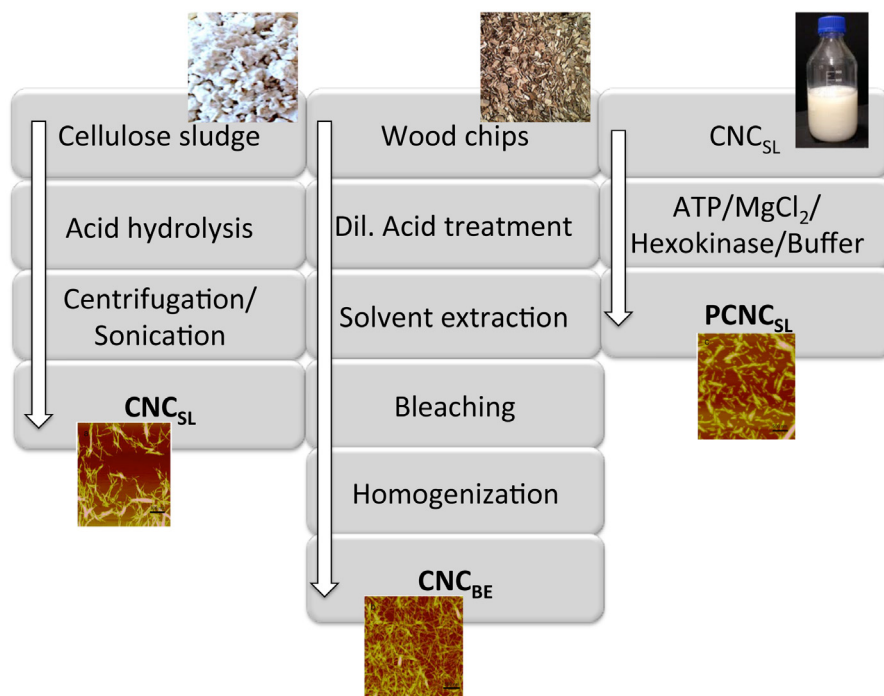 Cellulose sludge
Acid hydrolysis
Centrifugation/
Sonication
CNC_SL
Wood chips
Dil. Acid treatment
Solvent extraction
Bleaching
Homogenization
CNC_BE
CNC_SL
ATP/MgCl₂/
Hexokinase/Buffer
PCNC_SL